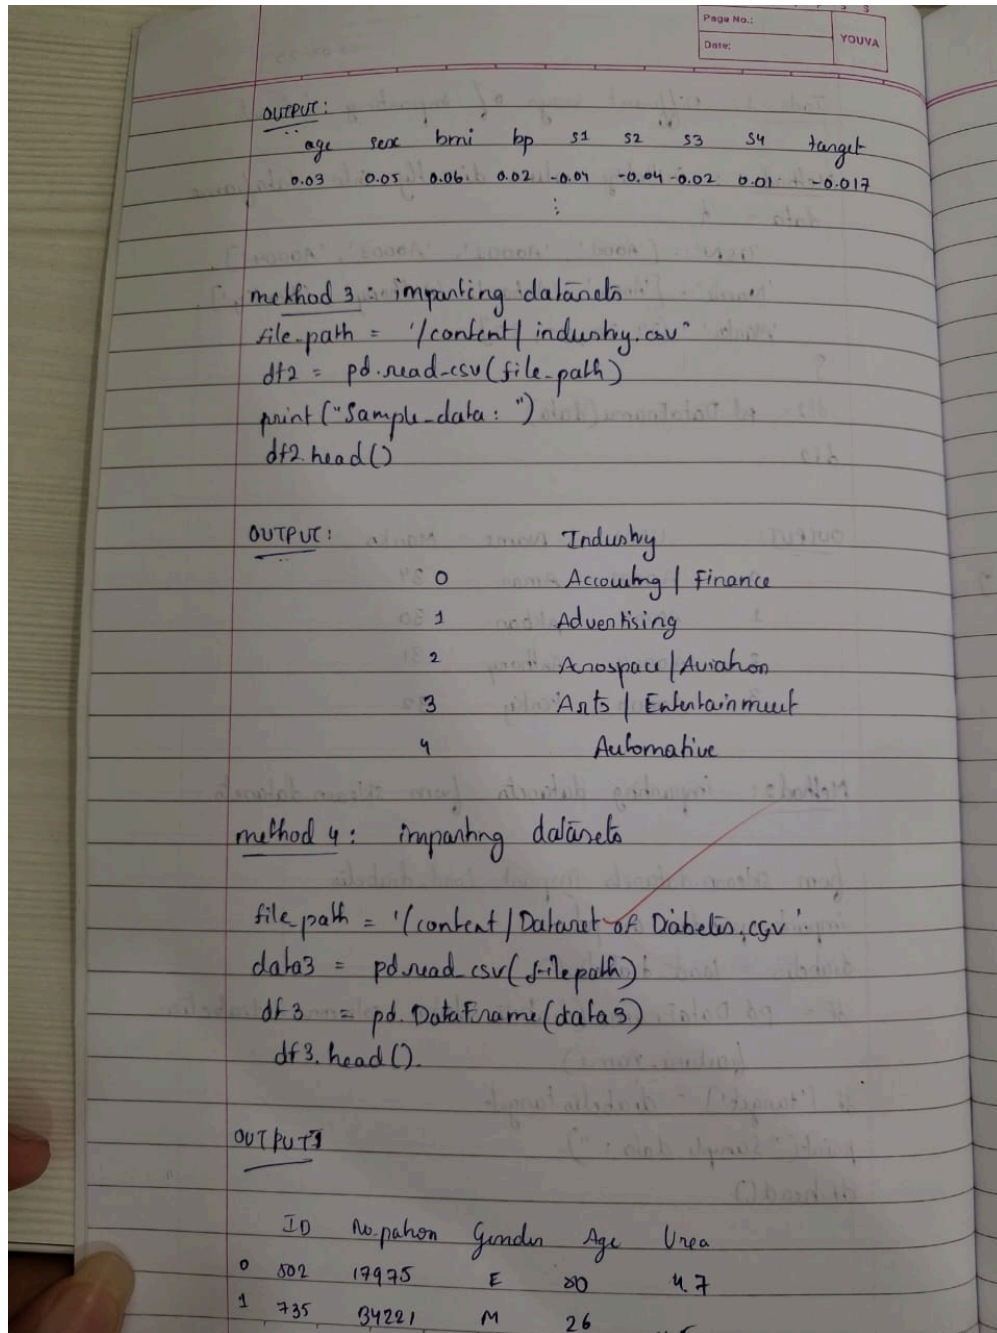 Page No.:
Date:
YOUVA
OUTPUT:
age sex bmi bp s1 s2 s3 s4 target
0.03 0.05 0.06 0.02 -0.04 -0.04 -0.02 0.01 -0.017
⋮
method 3: importing datasets
file_path = '/content/industry.csv"
df2 = pd.read_csv(file_path)
print("Sample_data: ")
df2.head()
OUTPUT: Industry
0 Accounting/Finance
1 Advertising
2 Aerospace/Aviation
3 Arts/Entertainment
4 Automative
method 4: importing datasets
file_path = '/content/Dataset of Diabetes.csv'
data3 = pd.read_csv(filepath)
df3 = pd.DataFrame(data3)
df3.head().
OUTPUT
ID No.pation Gender Age Urea
0 502 17975 E 50 4.7
1 735 34221 M 26